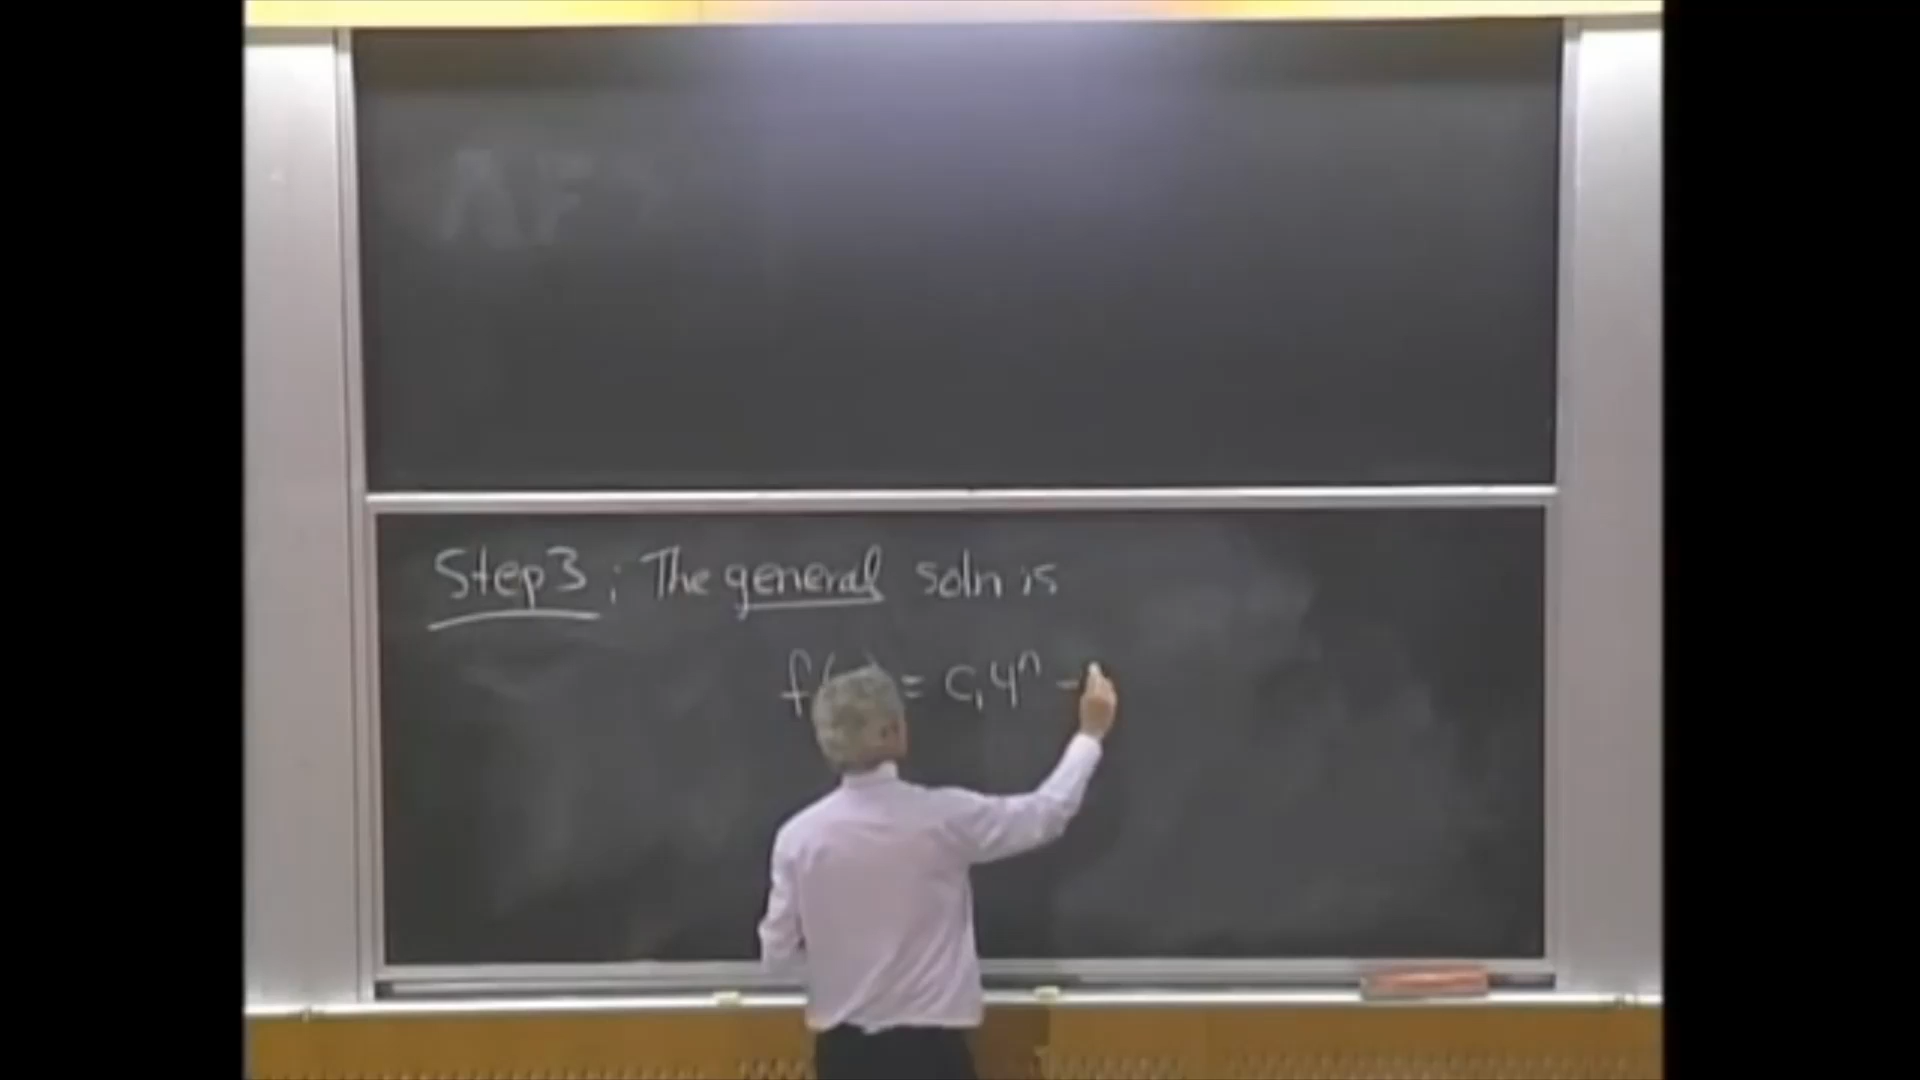 Step 3: The general soln is
f( ) = c₁4ⁿ -